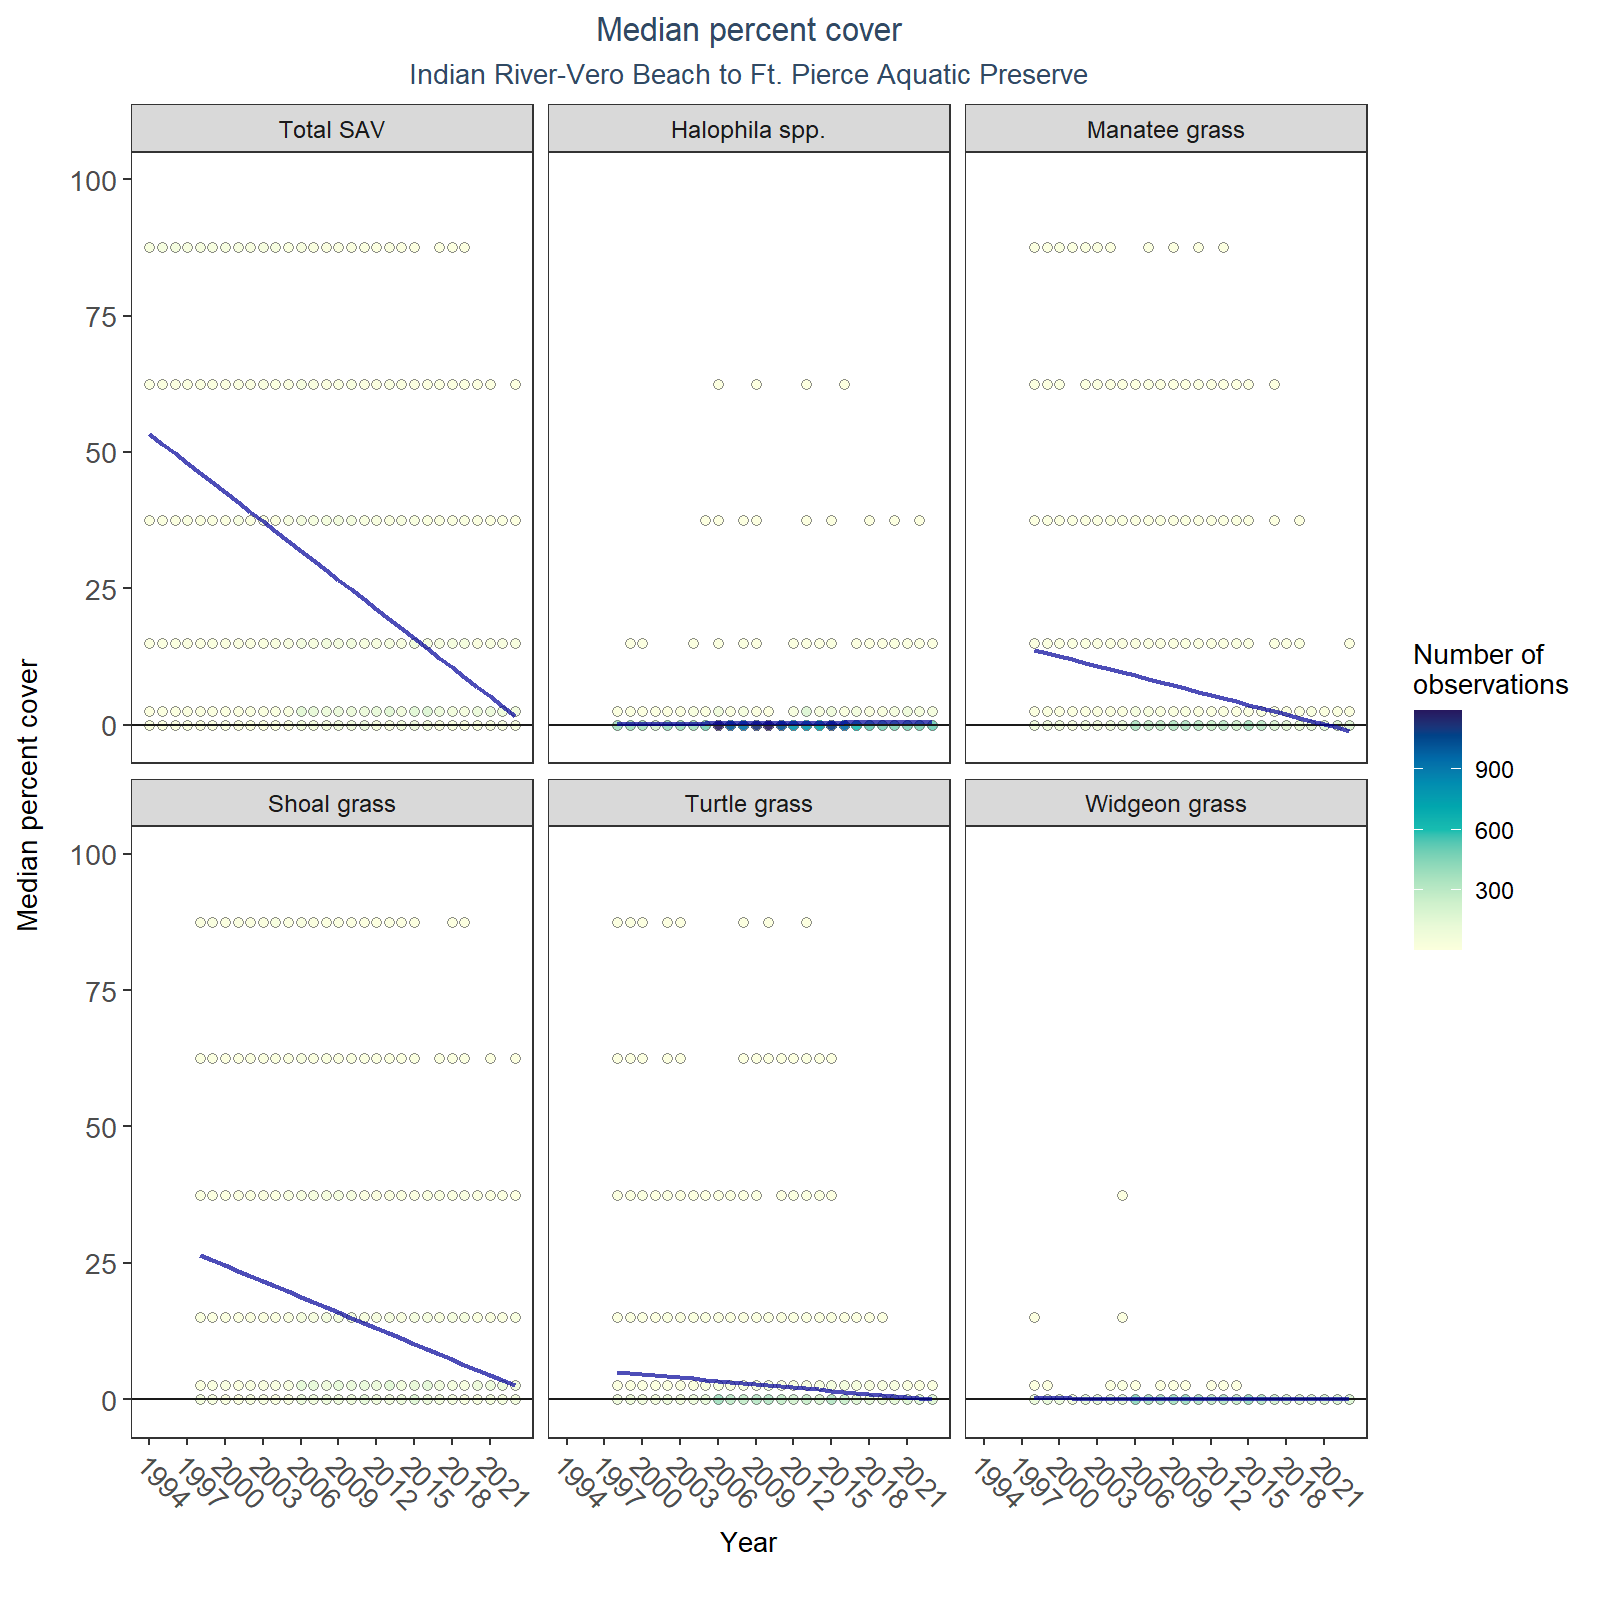 Median percent cover
Indian River-Vero Beach to Ft. Pierce Aquatic Preserve
Total SAV
Halophila spp.
Manatee grass
100
75
50
25
0
Shoal grass
Turtle grass
Widgeon grass
100
75
50
25
0
1994 1997 2000 2003 2006 2009 2012 2015 2018 2021
1994 1997 2000 2003 2006 2009 2012 2015 2018 2021
1994 1997 2000 2003 2006 2009 2012 2015 2018 2021
Year
Median percent cover
Number of
observations
900
600
300